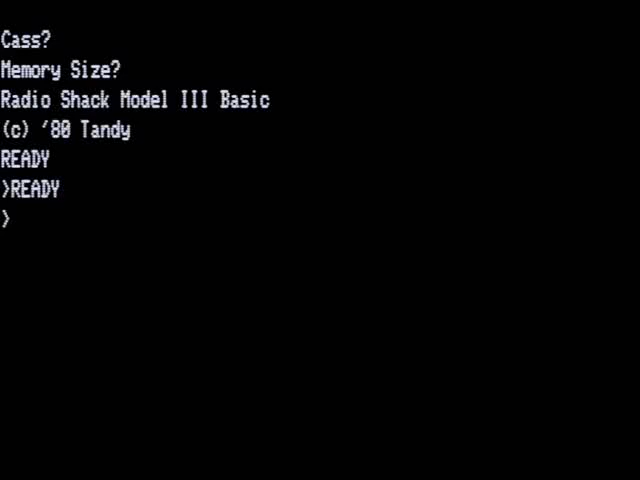 Cass?
Memory Size?
Radio Shack Model III Basic
(c) '80 Tandy
READY
>READY
>